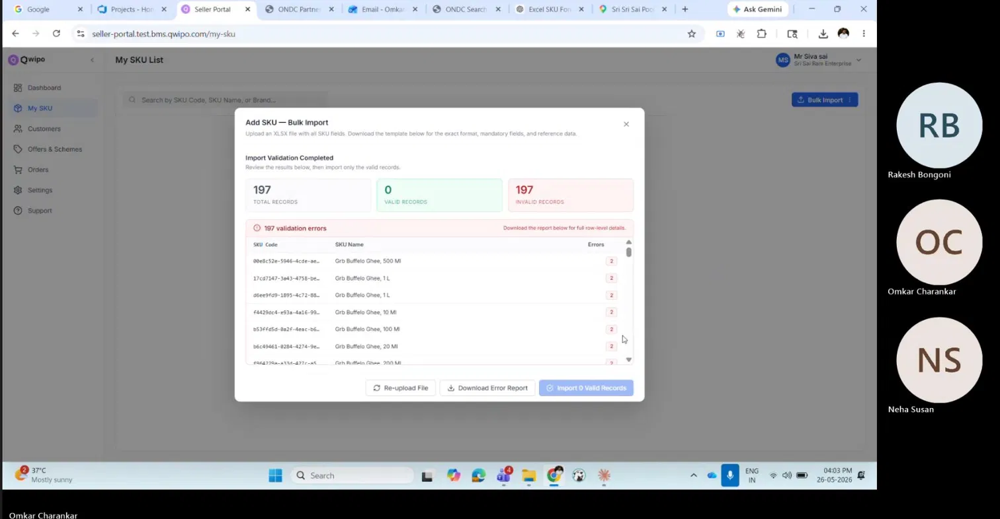 Google
Projects - Hom
Seller Portal
ONDC Partne
Email - Omka
ONDC Search
Excel SKU Fon
Sri Sri Sai Poo
Ask Gemini
seller-portal.test.bms.qwipo.com/my-sku
Qwipo
My SKU List
MS
Mr Siva sai
Sri Sai Ram Enterprise
Dashboard
My SKU
Customers
Offers & Schemes
Orders
Settings
Support
Search by SKU Code, SKU Name, or Brand...
Bulk Import
Add SKU — Bulk Import
Upload an XLSX file with all SKU fields. Download the template below for the exact format, mandatory fields, and reference data.
Import Validation Completed
Review the results below, then import only the valid records.
197
TOTAL RECORDS
0
VALID RECORDS
197
INVALID RECORDS
197 validation errors
Download the report below for full row-level details.
SKU Code SKU Name Errors
00e8c52e-5946-4cde-ae… Grb Buffelo Ghee, 500 Ml 2
17cd7147-3a43-4758-be… Grb Buffelo Ghee, 1 L 2
d6ee9fd9-1895-4c72-88… Grb Buffelo Ghee, 1 L 2
f4429dc4-e93a-4a16-99… Grb Buffelo Ghee, 10 Ml 2
b53ffd5d-0a2f-4eac-b6… Grb Buffelo Ghee, 100 Ml 2
b6c49461-0284-4274-9e… Grb Buffelo Ghee, 20 Ml 2
f964229a-a33d-427c-a5… Grb Buffelo Ghee, 200 Ml 2
Re-upload File
Download Error Report
Import 0 Valid Records
RB
Rakesh Bongoni
OC
Omkar Charankar
NS
Neha Susan
2
37°C
Mostly sunny
Search
4
ENG
IN
04:03 PM
26-05-2026
Omkar Charankar